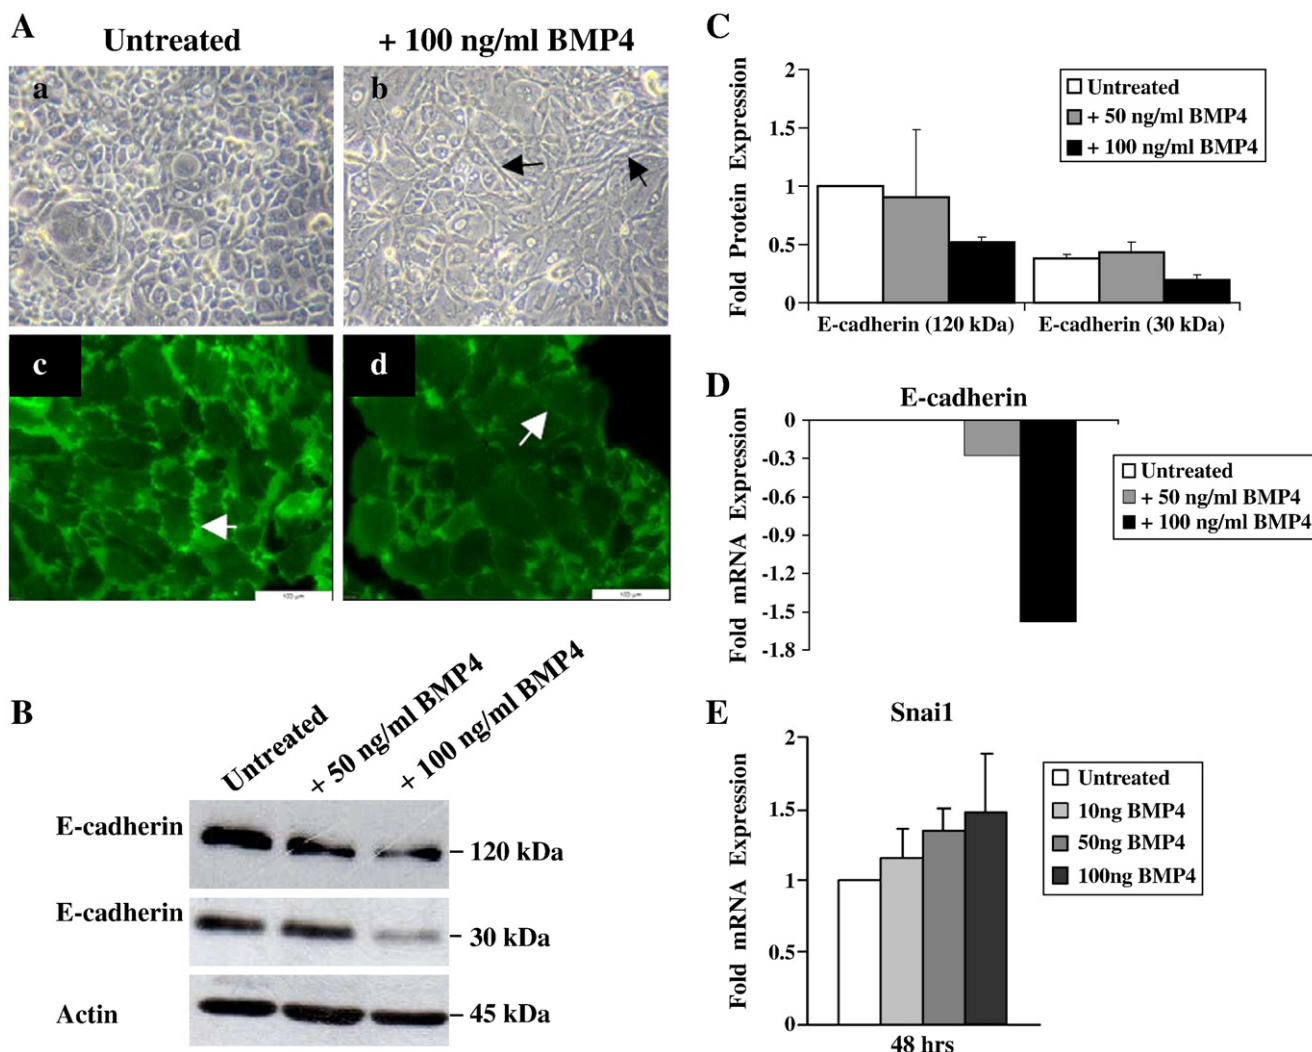 A
Untreated
+ 100 ng/ml BMP4
a
b
c
d
100 µm
B
Untreated
+ 50 ng/ml BMP4
+ 100 ng/ml BMP4
E-cadherin
120 kDa
E-cadherin
30 kDa
Actin
45 kDa
C
Fold Protein Expression
2
1.5
1
0.5
0
Untreated
+ 50 ng/ml BMP4
+ 100 ng/ml BMP4
E-cadherin (120 kDa)
E-cadherin (30 kDa)
D
E-cadherin
Fold mRNA Expression
0
-0.3
-0.6
-0.9
-1.2
-1.5
-1.8
Untreated
+ 50 ng/ml BMP4
+ 100 ng/ml BMP4
E
Snai1
Fold mRNA Expression
2
1.5
1
0.5
0
Untreated
10ng BMP4
50ng BMP4
100ng BMP4
48 hrs